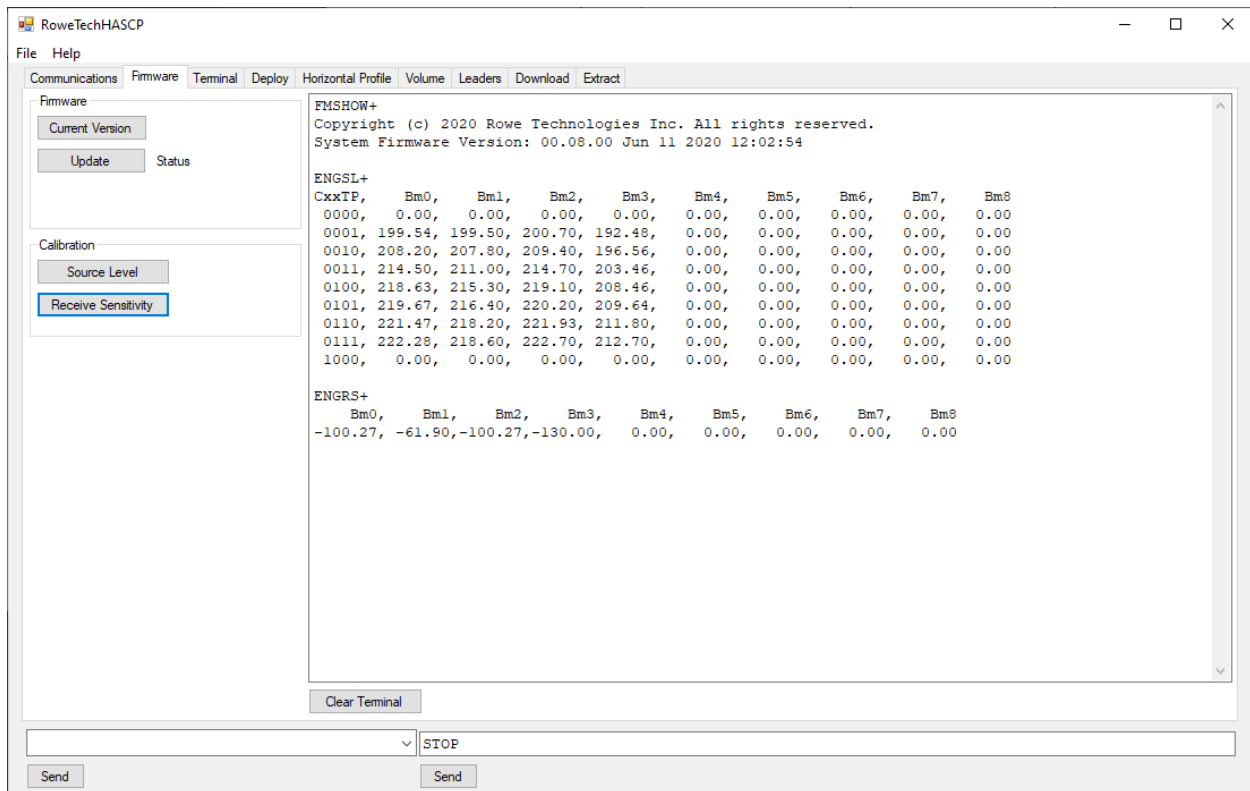 RoweTechHASCP
File Help
Communications Firmware Terminal Deploy Horizontal Profile Volume Leaders Download Extract
Firmware
Current Version
Update Status
Calibration
Source Level
Receive Sensitivity
FMSHOW+
Copyright (c) 2020 Rowe Technologies Inc. All rights reserved.
System Firmware Version: 00.08.00 Jun 11 2020 12:02:54
ENGSL+
CxxTP, Bm0, Bm1, Bm2, Bm3, Bm4, Bm5, Bm6, Bm7, Bm8
0000, 0.00, 0.00, 0.00, 0.00, 0.00, 0.00, 0.00, 0.00, 0.00
0001, 199.54, 199.50, 200.70, 192.48, 0.00, 0.00, 0.00, 0.00, 0.00
0010, 208.20, 207.80, 209.40, 196.56, 0.00, 0.00, 0.00, 0.00, 0.00
0011, 214.50, 211.00, 214.70, 203.46, 0.00, 0.00, 0.00, 0.00, 0.00
0100, 218.63, 215.30, 219.10, 208.46, 0.00, 0.00, 0.00, 0.00, 0.00
0101, 219.67, 216.40, 220.20, 209.64, 0.00, 0.00, 0.00, 0.00, 0.00
0110, 221.47, 218.20, 221.93, 211.80, 0.00, 0.00, 0.00, 0.00, 0.00
0111, 222.28, 218.60, 222.70, 212.70, 0.00, 0.00, 0.00, 0.00, 0.00
1000, 0.00, 0.00, 0.00, 0.00, 0.00, 0.00, 0.00, 0.00, 0.00
ENGRS+
Bm0, Bm1, Bm2, Bm3, Bm4, Bm5, Bm6, Bm7, Bm8
-100.27, -61.90,-100.27,-130.00, 0.00, 0.00, 0.00, 0.00, 0.00
Clear Terminal
STOP
Send Send